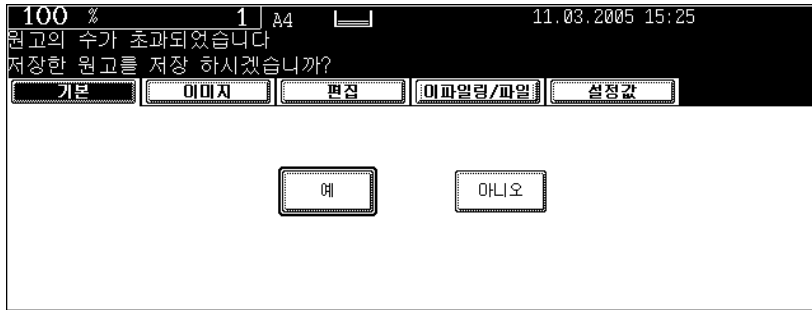 100 % 1 A4 11.03.2005 15:25
원고의 수가 초과되었습니다
저장한 원고를 저장 하시겠습니까?
기본 이미지 편집 이파일링/파일 설정값
예 아니오